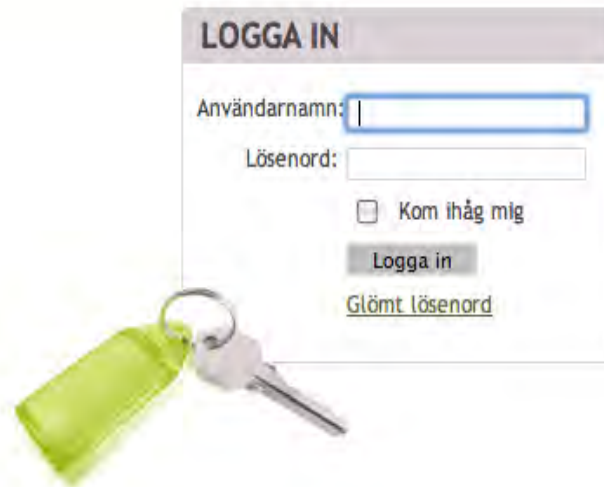 LOGGA IN
Användarnamn:
Lösenord:
Kom ihåg mig
Logga in
Glömt lösenord